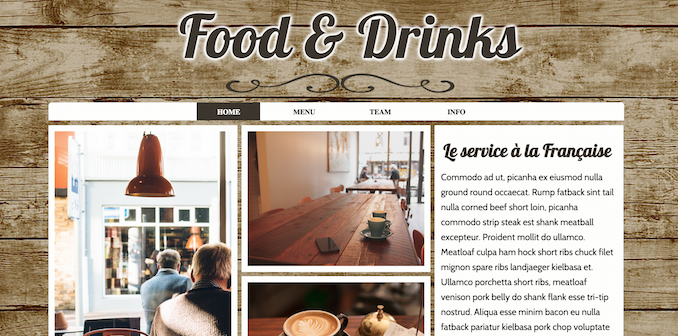 Food & Drinks
HOME MENU TEAM INFO
Le service à la Française
Commodo ad ut, picanha ex eiusmod nulla
ground round occaecat. Rump fatback sint tail
nulla corned beef short loin, picanha
commodo strip steak est shank meatball
excepteur. Proident mollit do ullamco.
Meatloaf culpa ham hock short ribs chuck filet
mignon spare ribs landjaeger kielbasa et.
Ullamco porchetta short ribs, meatloaf
venison pork belly do shank flank esse tri-tip
nostrud. Aliqua esse minim bacon eu nulla
fatback pariatur kielbasa pork chop voluptate